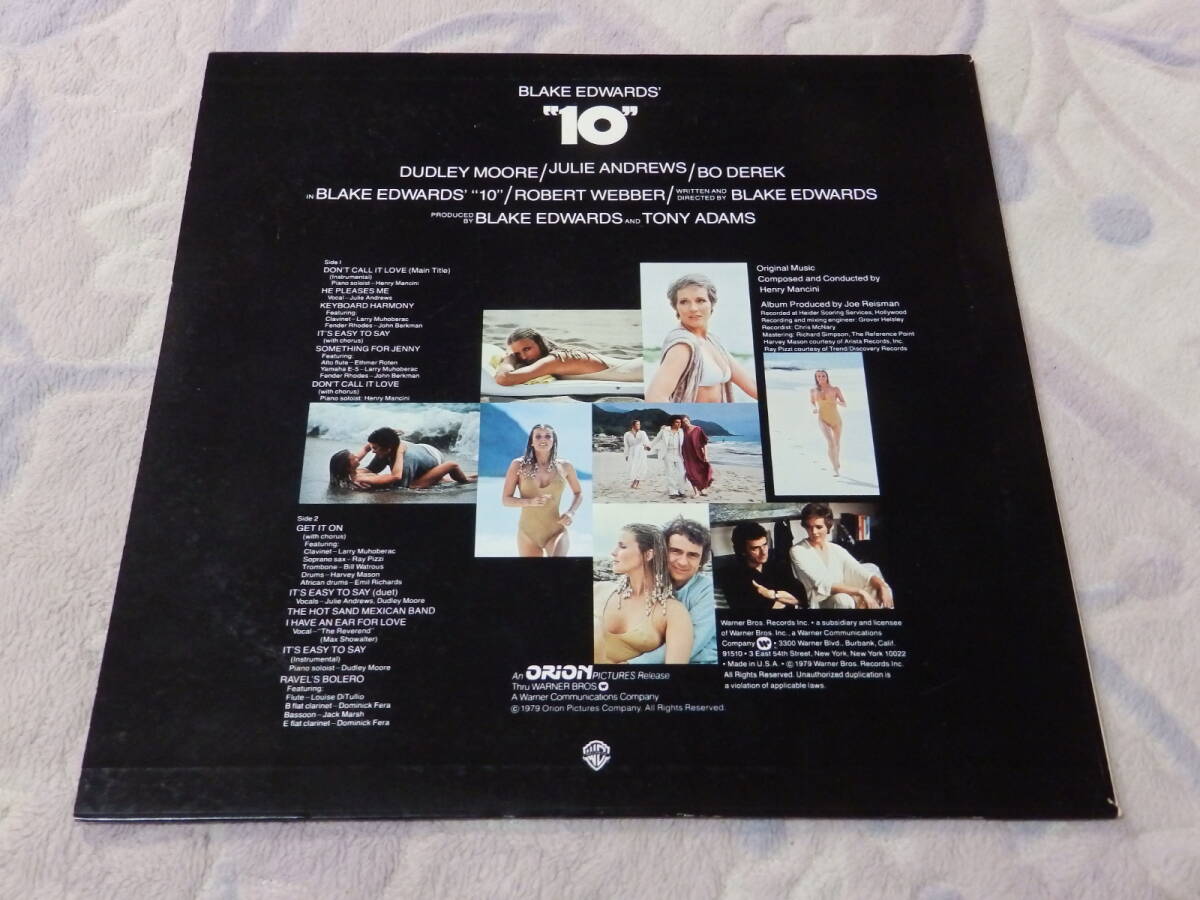 BLAKE EDWARDS'
"10"
DUDLEY MOORE/JULIE ANDREWS/BO DEREK
IN BLAKE EDWARDS' "10"/ROBERT WEBBER/WRITTEN AND DIRECTED BY BLAKE EDWARDS
PRODUCED BY BLAKE EDWARDS AND TONY ADAMS
Side 1
DON'T CALL IT LOVE (Main Title)
(Instrumental)
Piano soloist – Henry Mancini
HE PLEASES ME
Vocal – Julie Andrews
KEYBOARD HARMONY
Featuring:
Clavinet – Larry Muhoberac
Fender Rhodes – John Berkman
IT'S EASY TO SAY
(with chorus)
SOMETHING FOR JENNY
Featuring:
Alto flute – Ethmer Roten
Yamaha E-5 – Larry Muhoberac
Fender Rhodes – John Berkman
DON'T CALL IT LOVE
(with chorus)
Piano soloist: Henry Mancini
Original Music
Composed and Conducted by
Henry Mancini
Album Produced by Joe Reisman
Recorded at Heider Scoring Services, Hollywood
Recording and mixing engineer: Grover Helsley
Recordist: Chris McNary
Mastering: Richard Simpson, The Reference Point
Harvey Mason courtesy of Arista Records, Inc.
Ray Pizzi courtesy of Trend/Discovery Records
Side 2
GET IT ON
(with chorus)
Featuring:
Clavinet – Larry Muhoberac
Soprano sax – Ray Pizzi
Trombone – Bill Watrous
Drums – Harvey Mason
African drums – Emil Richards
IT'S EASY TO SAY (duet)
Vocals – Julie Andrews, Dudley Moore
THE HOT SAND MEXICAN BAND
I HAVE AN EAR FOR LOVE
Vocal – "The Reverend"
(Max Showalter)
IT'S EASY TO SAY
(Instrumental)
Piano soloist – Dudley Moore
RAVEL'S BOLERO
Featuring:
Flute – Louise DiTullio
B flat clarinet – Dominick Fera
Bassoon – Jack Marsh
E flat clarinet – Dominick Fera
An ORION PICTURES Release
Thru WARNER BROS
A Warner Communications Company
© 1979 Orion Pictures Company. All Rights Reserved.
Warner Bros. Records Inc. • a subsidiary and licensee
of Warner Bros. Inc., a Warner Communications
Company • 3300 Warner Blvd., Burbank, Calif.
91510 • 3 East 54th Street, New York, New York 10022
• Made in U.S.A. • © 1979 Warner Bros. Records Inc.
All Rights Reserved. Unauthorized duplication is
a violation of applicable laws.